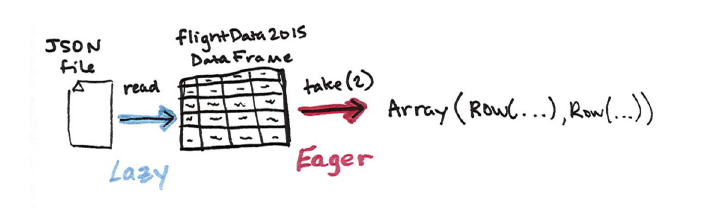 JSON
file
read
Lazy
flightData2015
DataFrame
take(2)
Eager
Array(Row(...),Row(...))